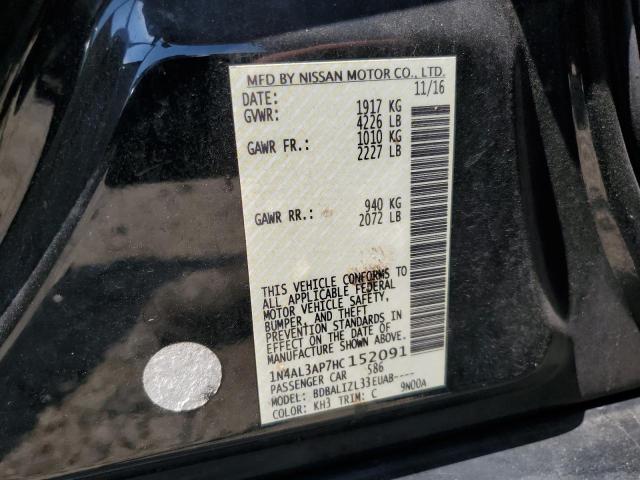 MFD BY NISSAN MOTOR CO., LTD.
DATE: 11/16
GVWR: 1917 KG
4226 LB
GAWR FR.: 1010 KG
2227 LB
GAWR RR.: 940 KG
2072 LB
THIS VEHICLE CONFORMS TO
ALL APPLICABLE FEDERAL
MOTOR VEHICLE SAFETY,
BUMPER, AND THEFT
PREVENTION STANDARDS IN
EFFECT ON THE DATE OF
MANUFACTURE SHOWN ABOVE.
1N4AL3AP7HC152091
PASSENGER CAR 586
MODEL: BDBALIZL33EUAB----
COLOR: KH3 TRIM: C 9N00A